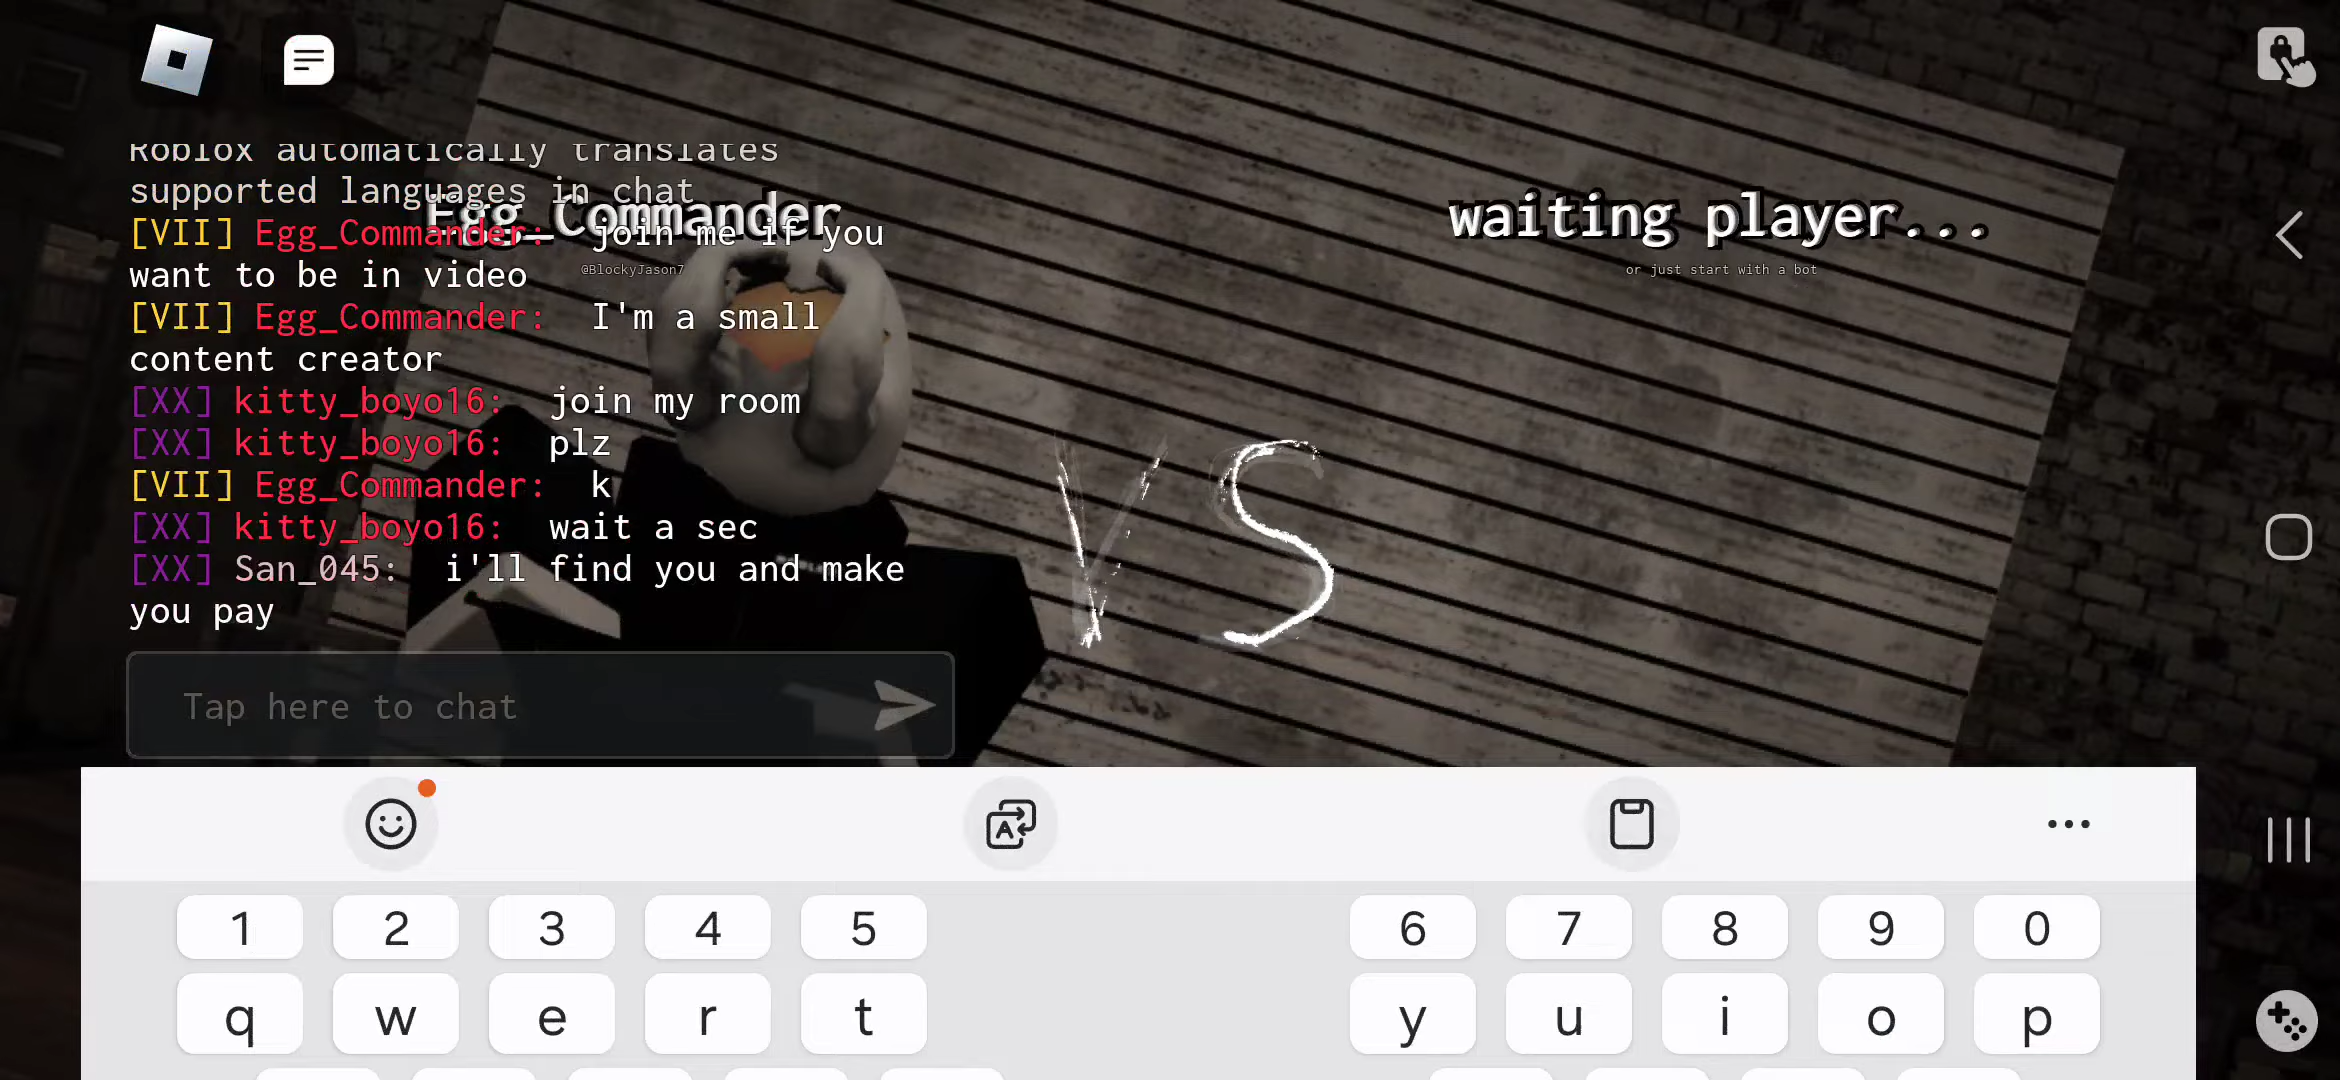 Roblox automatically translates
supported languages in chat
Egg_Commander
waiting player...
[VII] Egg_Commander: join me if you
want to be in video
@BlockyJason7
or just start with a bot
[VII] Egg_Commander: I'm a small
content creator
[XX] kitty_boyo16: join my room
[XX] kitty_boyo16: plz
[VII] Egg_Commander: k
[XX] kitty_boyo16: wait a sec
[XX] San_045: i'll find you and make
you pay
VS
Tap here to chat
A
1 2 3 4 5 6 7 8 9 0
q w e r t y u i o p